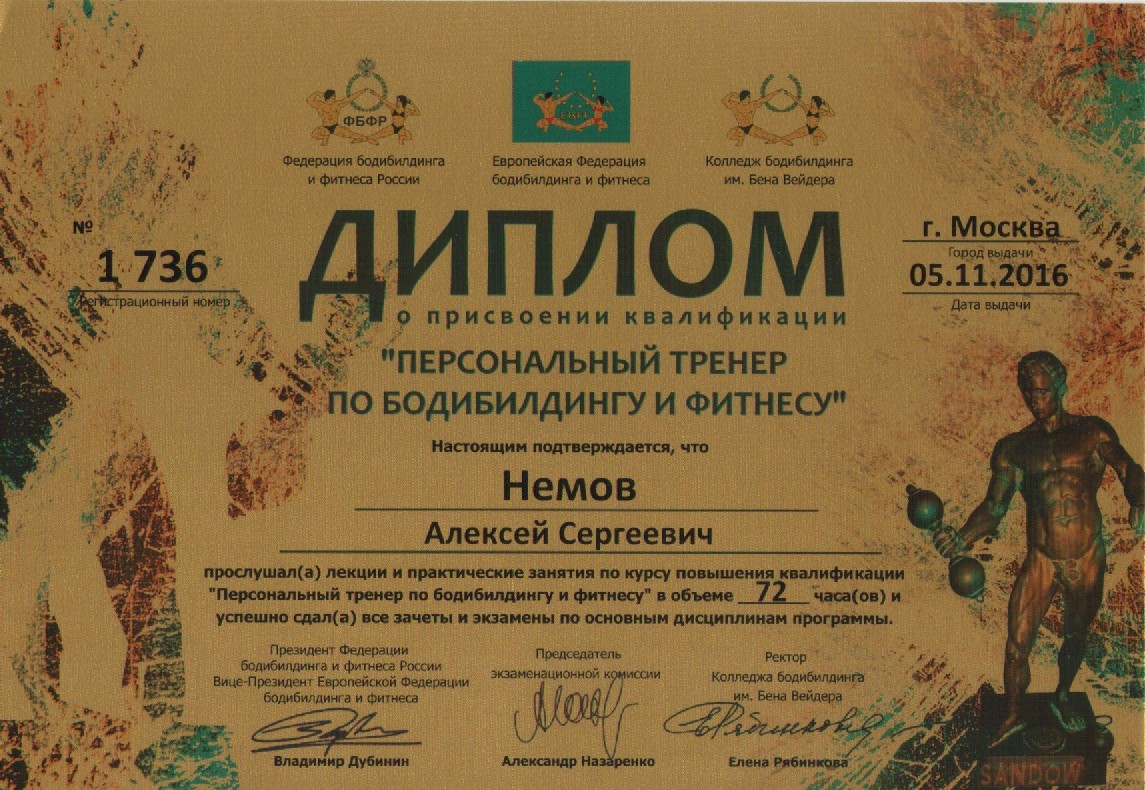 ФБФР
EBFF
Федерация бодибилдинга
и фитнеса России
Европейская Федерация
бодибилдинга и фитнеса
Колледж бодибилдинга
им. Бена Вейдера
№
1 736
Регистрационный номер
ДИПЛОМ
о присвоении квалификации
г. Москва
Город выдачи
05.11.2016
Дата выдачи
"ПЕРСОНАЛЬНЫЙ ТРЕНЕР
ПО БОДИБИЛДИНГУ И ФИТНЕСУ"
Настоящим подтверждается, что
Немов
Алексей Сергеевич
прослушал(а) лекции и практические занятия по курсу повышения квалификации
"Персональный тренер по бодибилдингу и фитнесу" в объеме 72 часа(ов) и
успешно сдал(а) все зачеты и экзамены по основным дисциплинам программы.
Президент Федерации
бодибилдинга и фитнеса России
Вице-Президент Европейской Федерации
бодибиллдинга и фитнеса
Владимир Дубинин
Председатель
экзаменационной комиссии
Александр Назаренко
Ректор
Колледжа бодибилдинга
им. Бена Вейдера
Елена Рябинкова
SANDOW